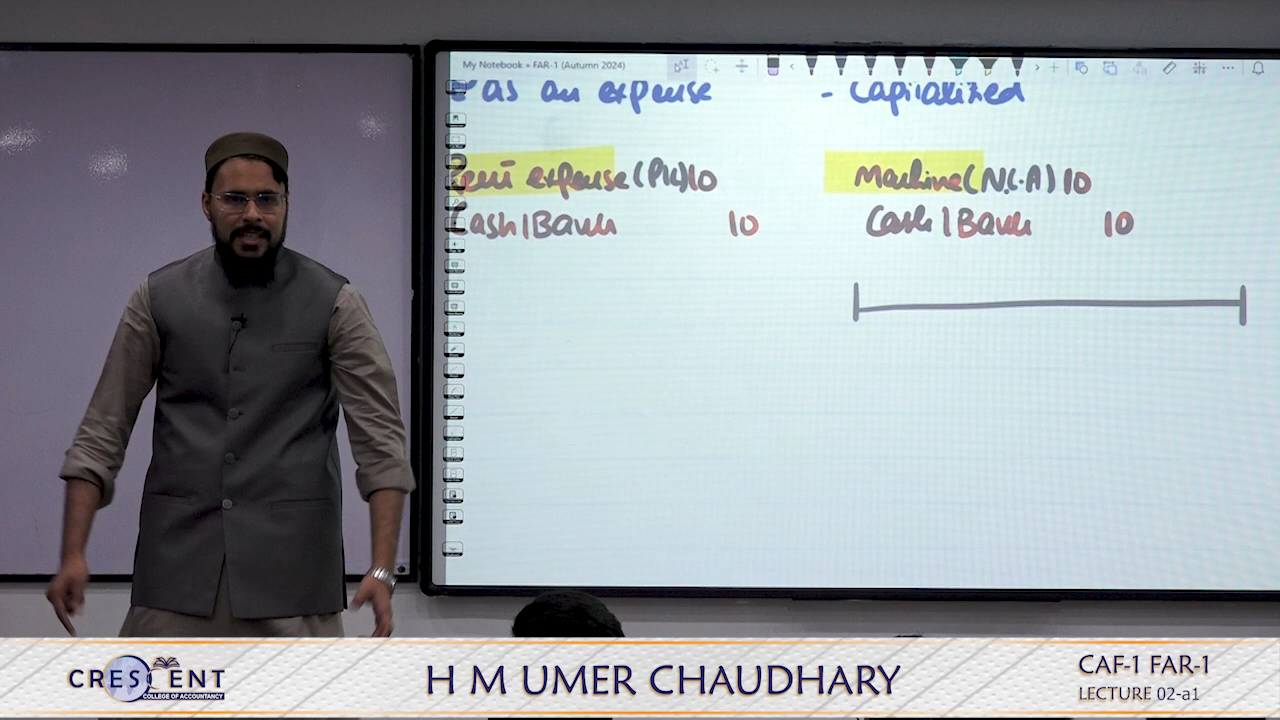 My Notebook » FAR-1 (Autumn 2024)
as an expense
- Capitalized
Rent expense (P/L) 10
Machine (N.C.A) 10
Cash | Bank 10
Cash | Bank 10
CRESCENT
COLLEGE OF ACCOUNTANCY
H M UMER CHAUDHARY
CAF-1 FAR-1
LECTURE 02-a1